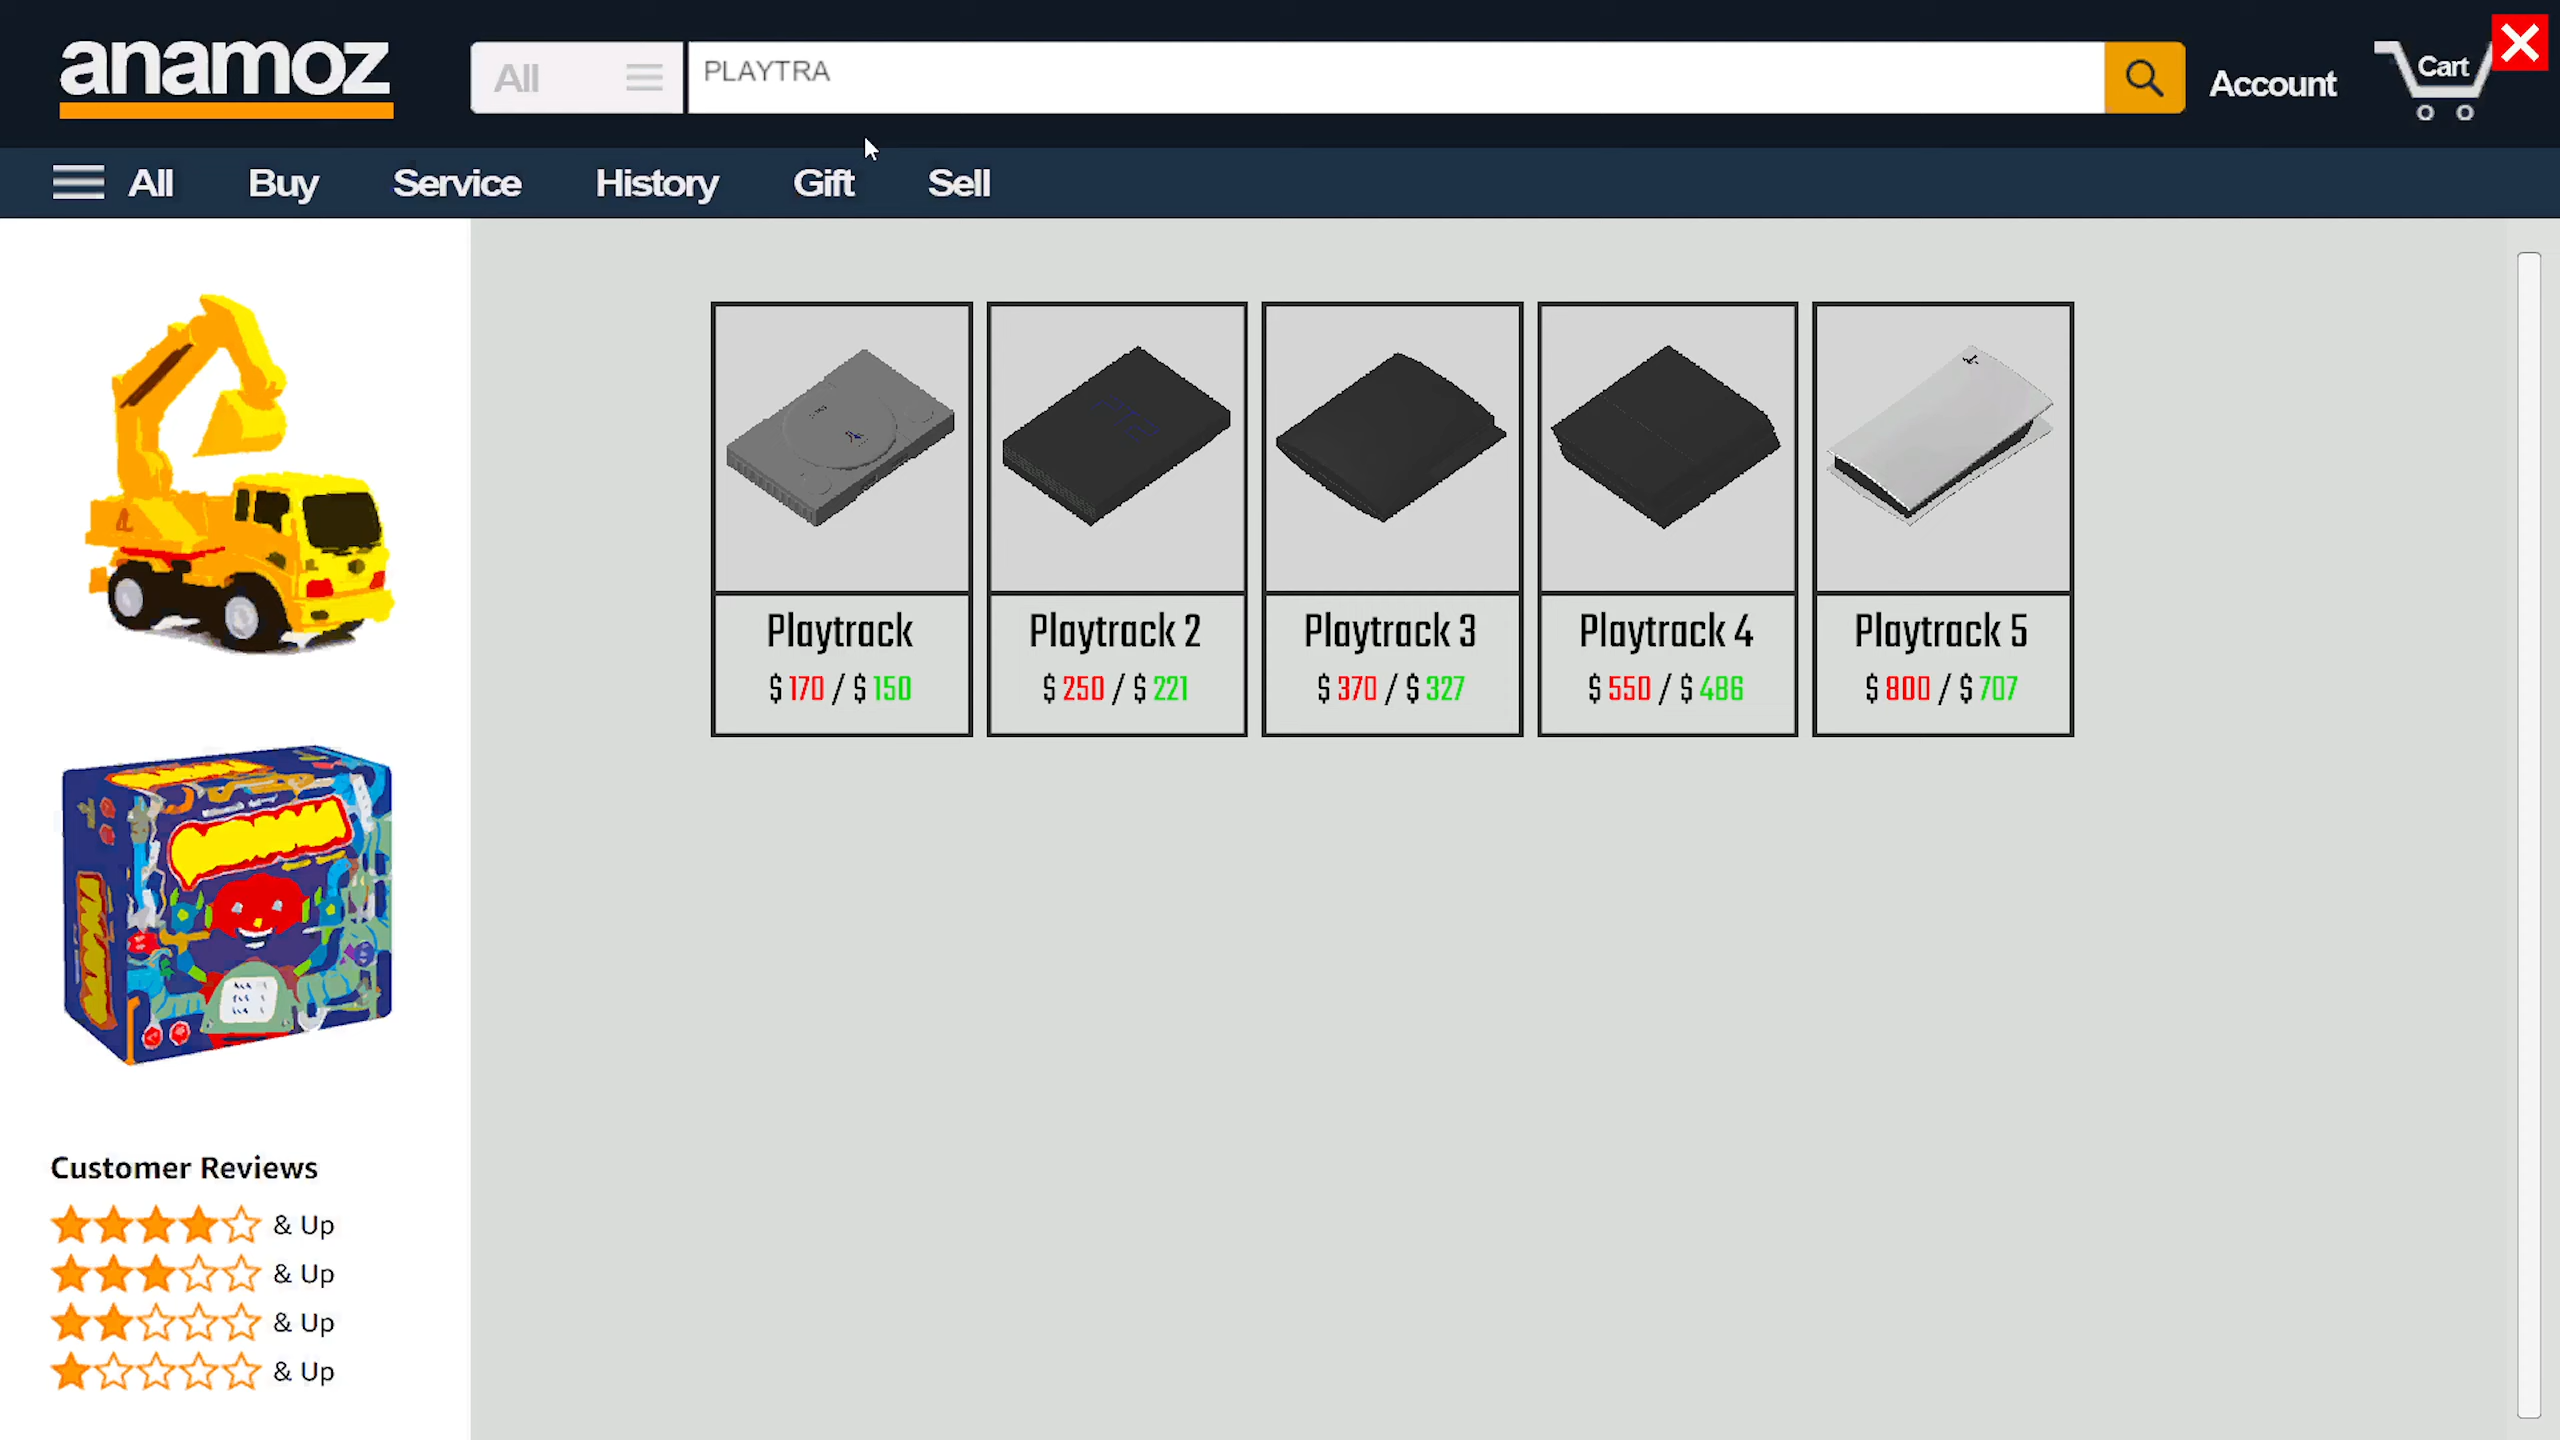 anamoz
All
PLAYTRA
Account
Cart
All
Buy
Service
History
Gift
Sell
PT2
Playtrack
$ 170 / $ 150
Playtrack 2
$ 250 / $ 221
Playtrack 3
$ 370 / $ 327
Playtrack 4
$ 550 / $ 486
Playtrack 5
$ 800 / $ 707
Customer Reviews
& Up
& Up
& Up
& Up